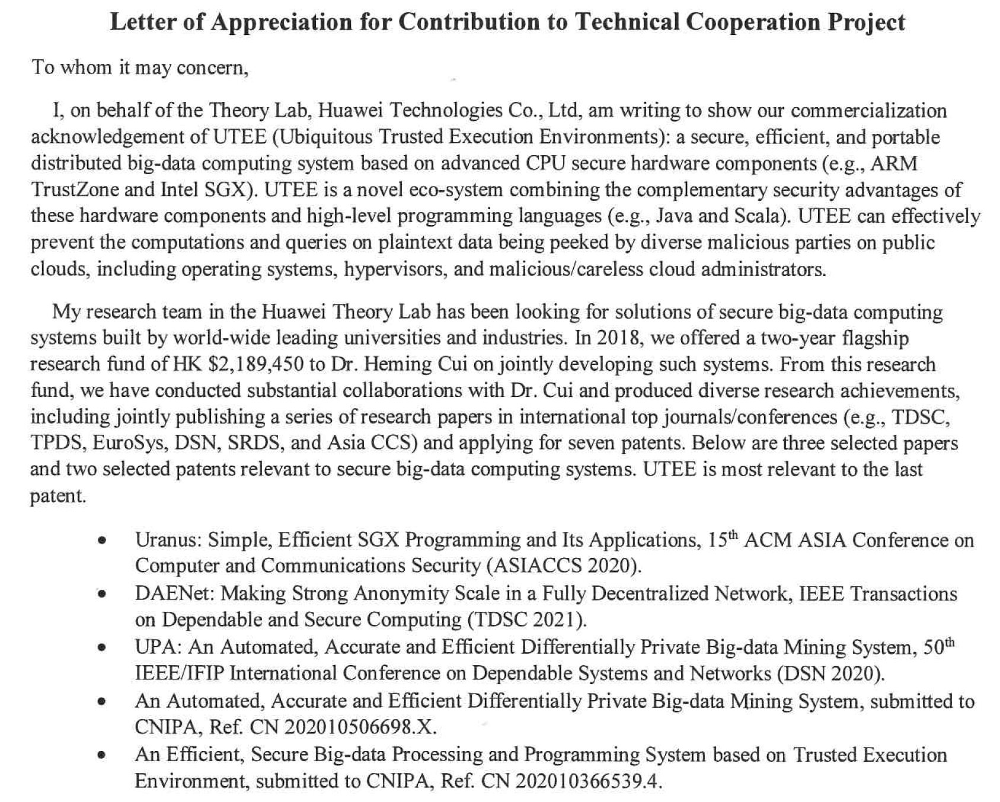 Letter of Appreciation for Contribution to Technical Cooperation Project
To whom it may concern,
I, on behalf of the Theory Lab, Huawei Technologies Co., Ltd, am writing to show our commercialization
acknowledgement of UTEE (Ubiquitous Trusted Execution Environments): a secure, efficient, and portable
distributed big-data computing system based on advanced CPU secure hardware components (e.g., ARM
TrustZone and Intel SGX). UTEE is a novel eco-system combining the complementary security advantages of
these hardware components and high-level programming languages (e.g., Java and Scala). UTEE can effectively
prevent the computations and queries on plaintext data being peeked by diverse malicious parties on public
clouds, including operating systems, hypervisors, and malicious/careless cloud administrators.
My research team in the Huawei Theory Lab has been looking for solutions of secure big-data computing
systems built by world-wide leading universities and industries. In 2018, we offered a two-year flagship
research fund of HK $2,189,450 to Dr. Heming Cui on jointly developing such systems. From this research
fund, we have conducted substantial collaborations with Dr. Cui and produced diverse research achievements,
including jointly publishing a series of research papers in international top journals/conferences (e.g., TDSC,
TPDS, EuroSys, DSN, SRDS, and Asia CCS) and applying for seven patents. Below are three selected papers
and two selected patents relevant to secure big-data computing systems. UTEE is most relevant to the last
patent.
• Uranus: Simple, Efficient SGX Programming and Its Applications, 15th ACM ASIA Conference on
Computer and Communications Security (ASIACCS 2020).
• DAENet: Making Strong Anonymity Scale in a Fully Decentralized Network, IEEE Transactions
on Dependable and Secure Computing (TDSC 2021).
• UPA: An Automated, Accurate and Efficient Differentially Private Big-data Mining System, 50th
IEEE/IFIP International Conference on Dependable Systems and Networks (DSN 2020).
• An Automated, Accurate and Efficient Differentially Private Big-data Mining System, submitted to
CNIPA, Ref. CN 202010506698.X.
• An Efficient, Secure Big-data Processing and Programming System based on Trusted Execution
Environment, submitted to CNIPA, Ref. CN 202010366539.4.